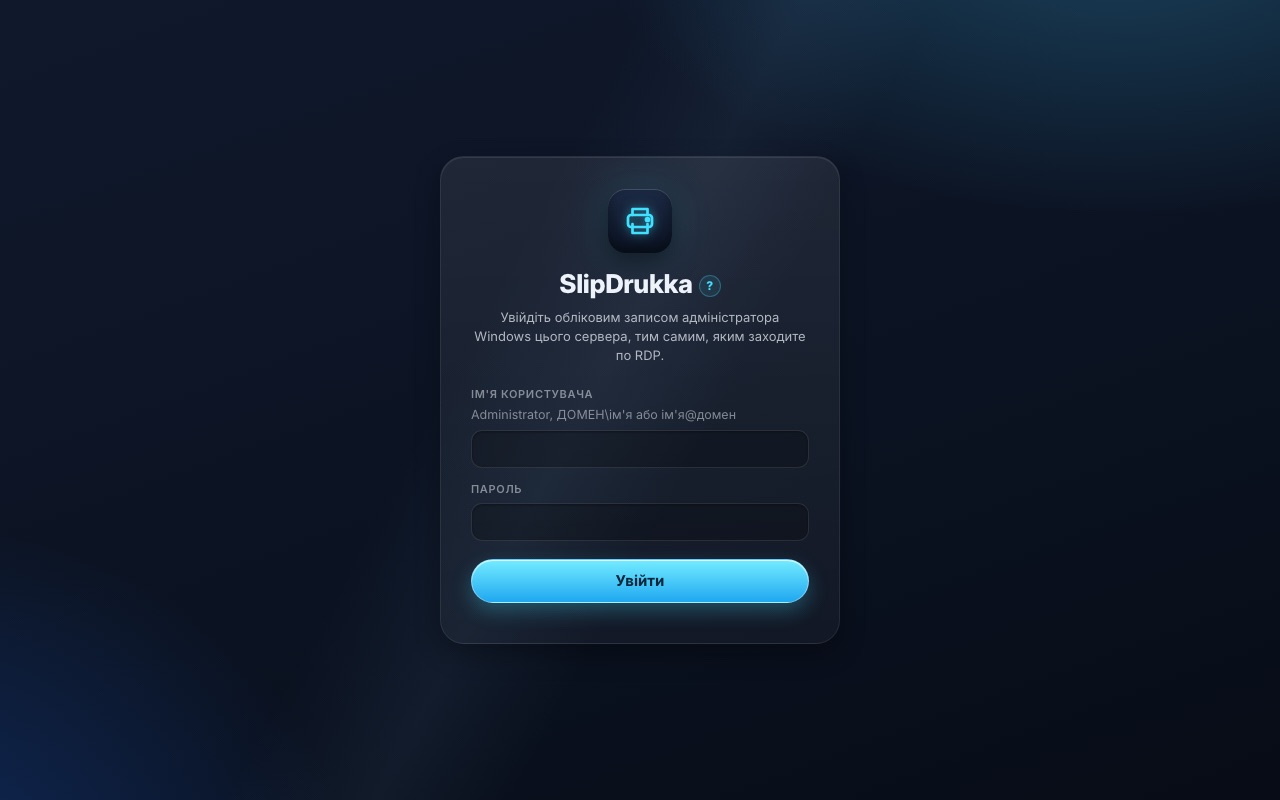 SlipDrukka ?
Увійдіть обліковим записом адміністратора
Windows цього сервера, тим самим, яким заходите
по RDP.
ІМ'Я КОРИСТУВАЧА
Administrator, ДОМЕН\ім'я або ім'я@домен
ПАРОЛЬ
Увійти